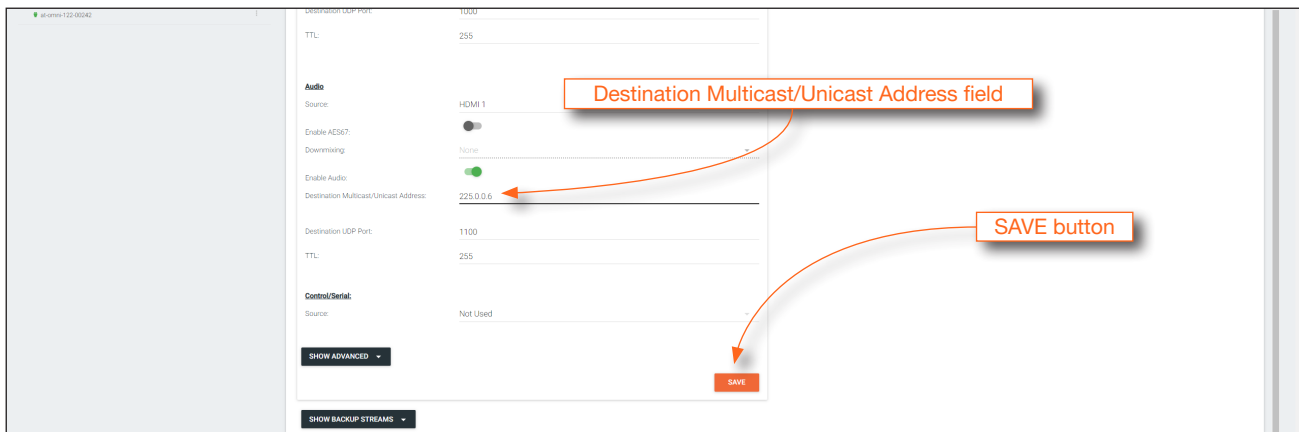 at-omni-122-00242
Destination UDP Port: 1000
TTL: 255
Audio
Destination Multicast/Unicast Address field
Source: HDMI 1
Enable AES67:
Downmixing: None
Enable Audio:
Destination Multicast/Unicast Address: 225.0.0.6
SAVE button
Destination UDP Port: 1100
TTL: 255
Control/Serial:
Source: Not Used
SHOW ADVANCED
SAVE
SHOW BACKUP STREAMS